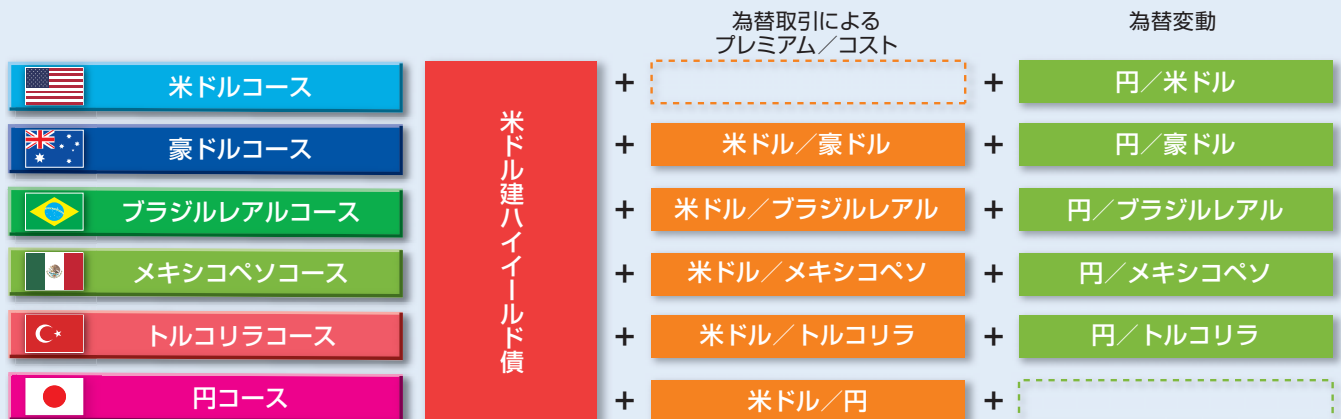 為替取引による
プレミアム／コスト
為替変動
米ドルコース
+
+
円／米ドル
豪ドルコース
+
米ドル／豪ドル
+
円／豪ドル
ブラジルレアルコース
+
米ドル／ブラジルレアル
+
円／ブラジルレアル
メキシコペソコース
+
米ドル／メキシコペソ
+
円／メキシコペソ
トルコリラコース
+
米ドル／トルコリラ
+
円／トルコリラ
円コース
+
米ドル／円
+
米ドル建ハイイールド債